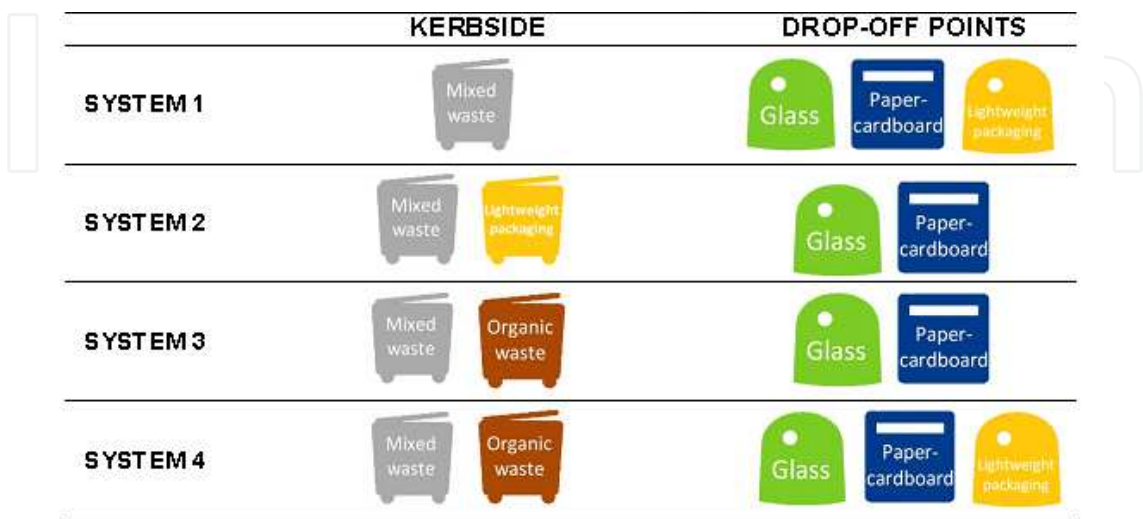 KERBSIDE DROP-OFF POINTS
SYSTEM 1
Mixed
waste
Glass
Paper-
cardboard
Lightweight
packaging
SYSTEM 2
Mixed
waste
Lightweight
packaging
Glass
Paper-
cardboard
SYSTEM 3
Mixed
waste
Organic
waste
Glass
Paper-
cardboard
SYSTEM 4
Mixed
waste
Organic
waste
Glass
Paper-
cardboard
Lightweight
packaging